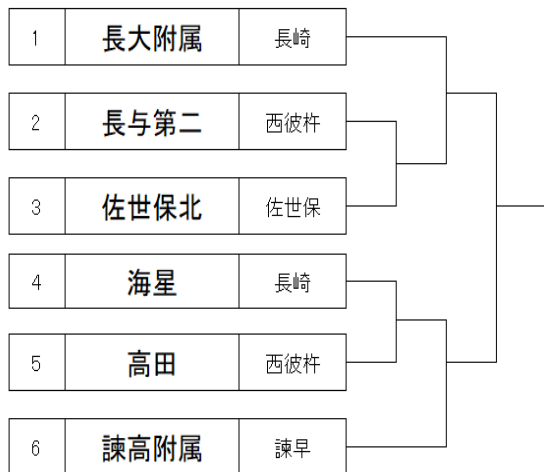 1 長大附属 長崎
2 長与第二 西彼杵
3 佐世保北 佐世保
4 海星 長崎
5 高田 西彼杵
6 諫高附属 諫早